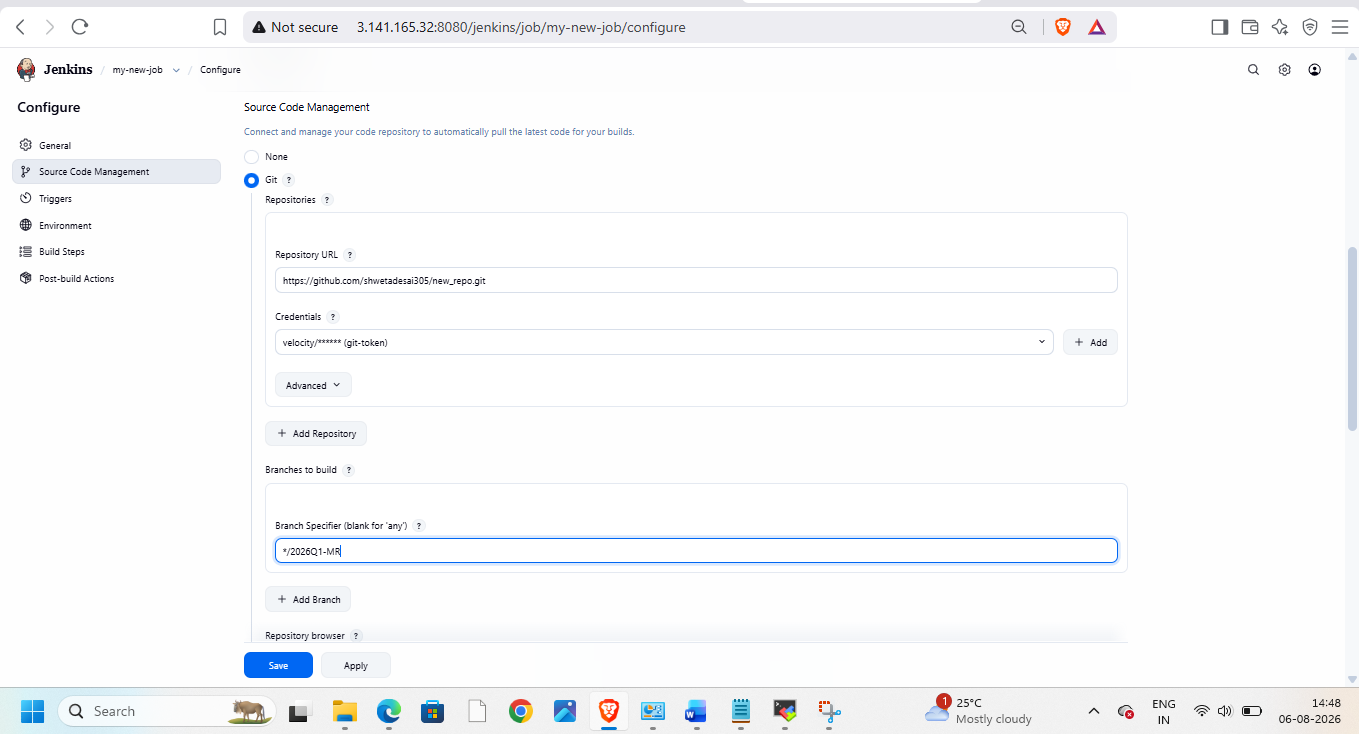 Not secure 3.141.165.32:8080/jenkins/job/my-new-job/configure
Jenkins / my-new-job / Configure
Configure
General
Source Code Management
Triggers
Environment
Build Steps
Post-build Actions
Source Code Management
Connect and manage your code repository to automatically pull the latest code for your builds.
None
Git ?
Repositories ?
Repository URL ?
https://github.com/shwetadesai305/new_repo.git
Credentials ?
velocity/****** (git-token)
+ Add
Advanced
+ Add Repository
Branches to build ?
Branch Specifier (blank for 'any') ?
*/2026Q1-MR
+ Add Branch
Repository browser ?
Save
Apply
Search
1
25°C
Mostly cloudy
ENG
IN
14:48
06-08-2026